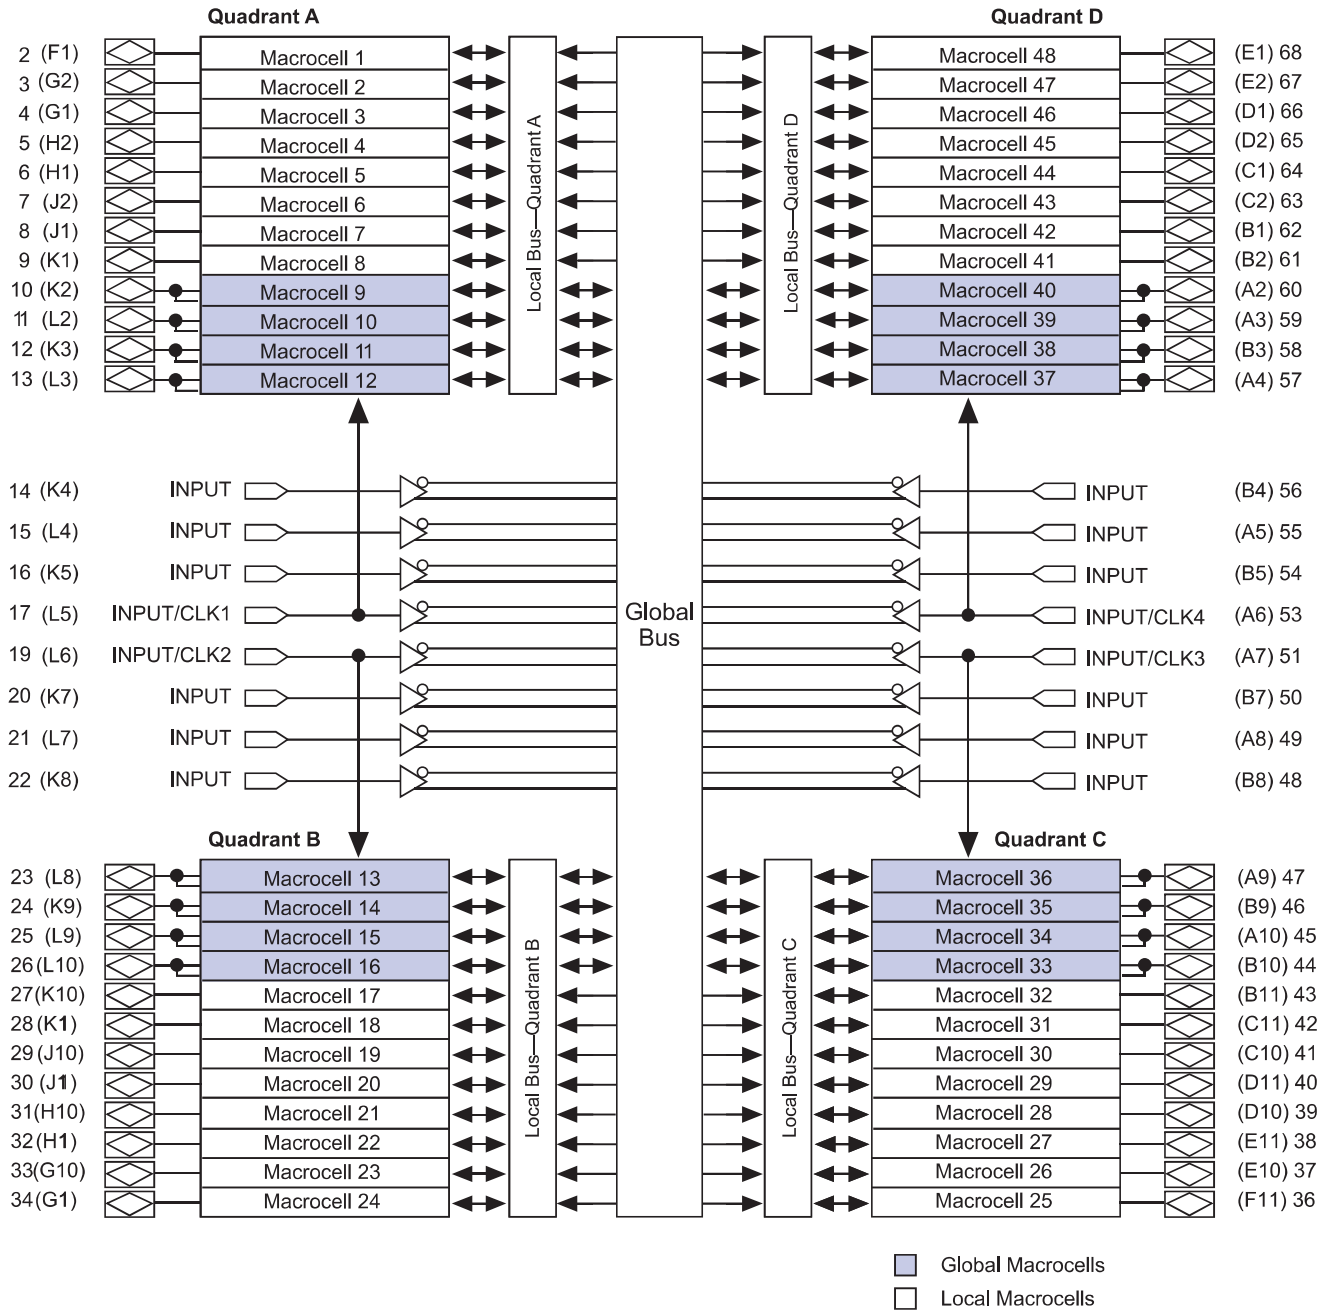 Quadrant A Quadrant D
2 (F1) Macrocell 1 Macrocell 48 (E1) 68
3 (G2) Macrocell 2 Macrocell 47 (E2) 67
4 (G1) Macrocell 3 Macrocell 46 (D1) 66
5 (H2) Macrocell 4 Macrocell 45 (D2) 65
6 (H1) Macrocell 5 Macrocell 44 (C1) 64
7 (J2) Macrocell 6 Macrocell 43 (C2) 63
8 (J1) Macrocell 7 Macrocell 42 (B1) 62
9 (K1) Macrocell 8 Macrocell 41 (B2) 61
10 (K2) Macrocell 9 Macrocell 40 (A2) 60
11 (L2) Macrocell 10 Macrocell 39 (A3) 59
12 (K3) Macrocell 11 Macrocell 38 (B3) 58
13 (L3) Macrocell 12 Macrocell 37 (A4) 57
Local Bus—Quadrant A
Local Bus—Quadrant D
14 (K4) INPUT INPUT (B4) 56
15 (L4) INPUT INPUT (A5) 55
16 (K5) INPUT INPUT (B5) 54
17 (L5) INPUT/CLK1 INPUT/CLK4 (A6) 53
Global
Bus
19 (L6) INPUT/CLK2 INPUT/CLK3 (A7) 51
20 (K7) INPUT INPUT (B7) 50
21 (L7) INPUT INPUT (A8) 49
22 (K8) INPUT INPUT (B8) 48
Quadrant B Quadrant C
23 (L8) Macrocell 13 Macrocell 36 (A9) 47
24 (K9) Macrocell 14 Macrocell 35 (B9) 46
25 (L9) Macrocell 15 Macrocell 34 (A10) 45
26(L10) Macrocell 16 Macrocell 33 (B10) 44
27(K10) Macrocell 17 Macrocell 32 (B11) 43
28(K1) Macrocell 18 Macrocell 31 (C11) 42
29(J10) Macrocell 19 Macrocell 30 (C10) 41
30(J1) Macrocell 20 Macrocell 29 (D11) 40
31(H10) Macrocell 21 Macrocell 28 (D10) 39
32(H1) Macrocell 22 Macrocell 27 (E11) 38
33(G10) Macrocell 23 Macrocell 26 (E10) 37
34(G1) Macrocell 24 Macrocell 25 (F11) 36
Local Bus—Quadrant B
Local Bus—Quadrant C
Global Macrocells
Local Macrocells